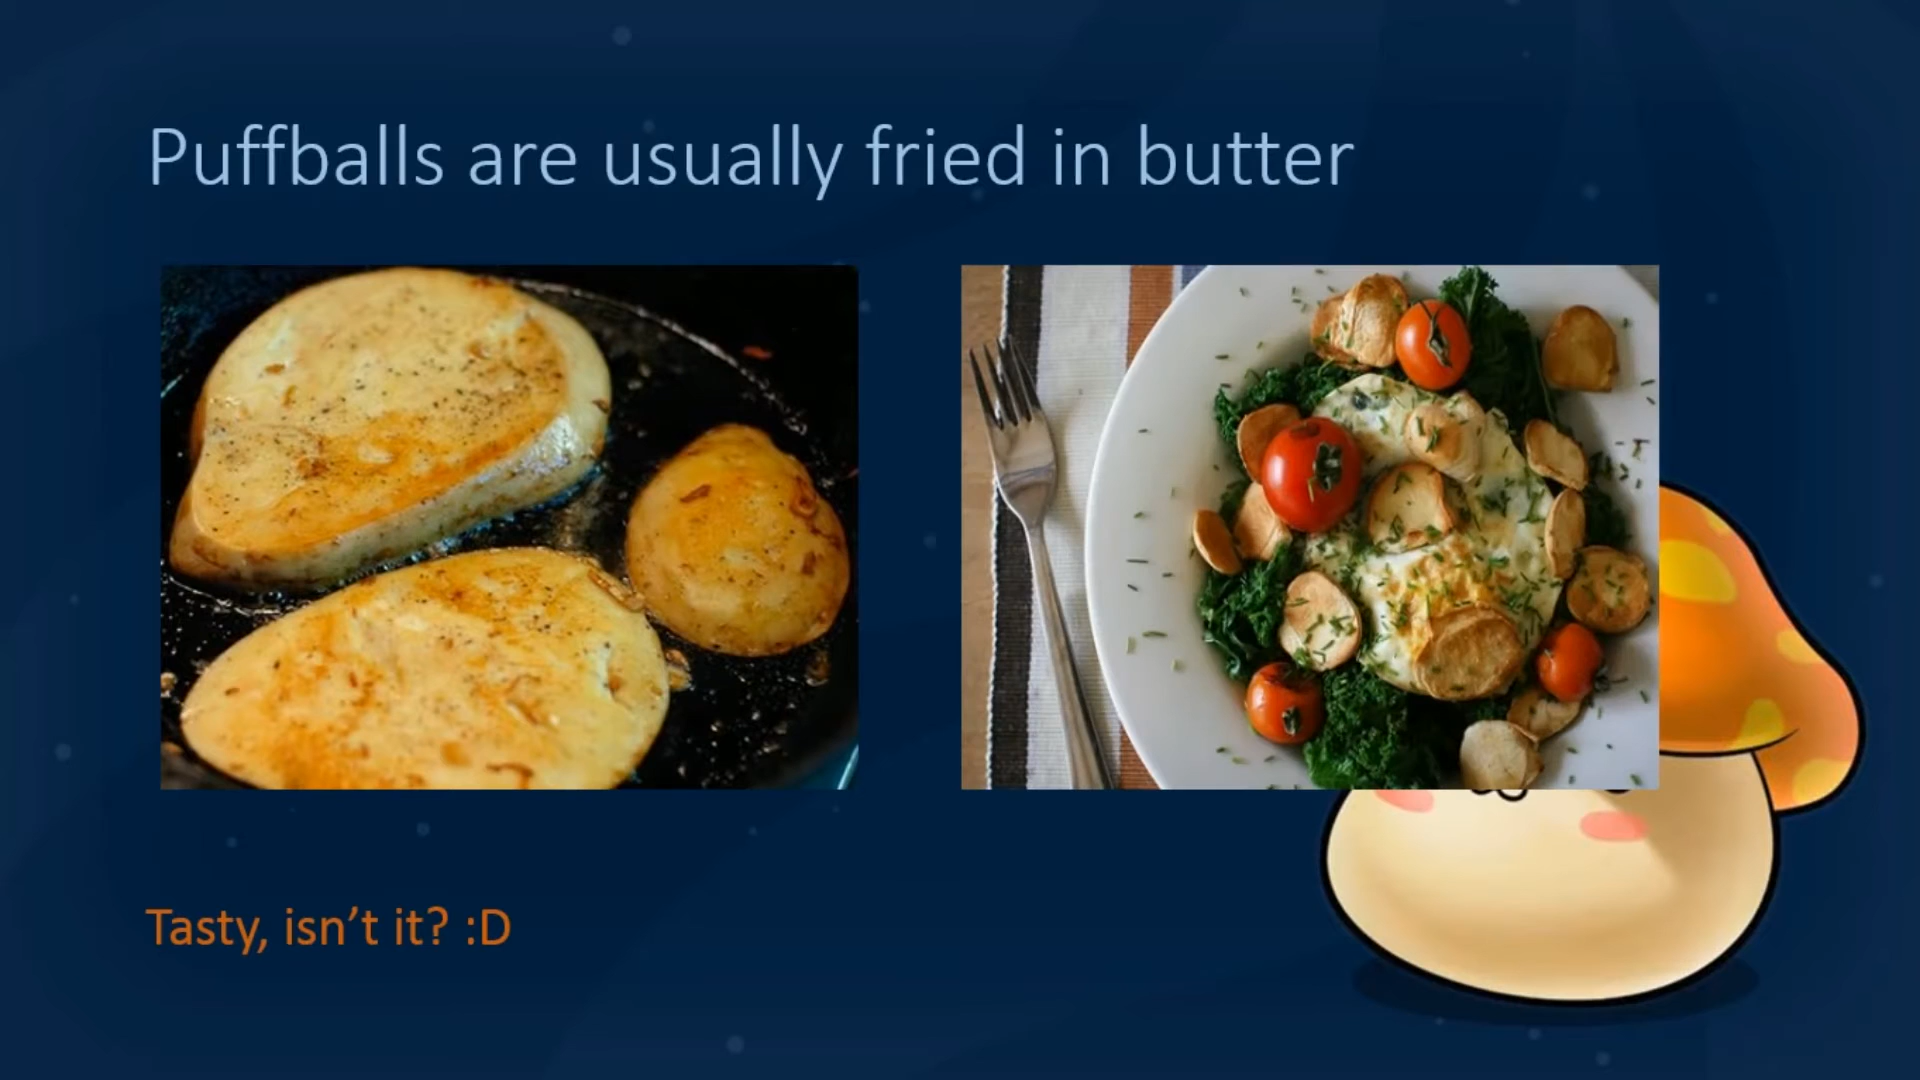 Puffballs are usually fried in butter
Tasty, isn’t it? :D